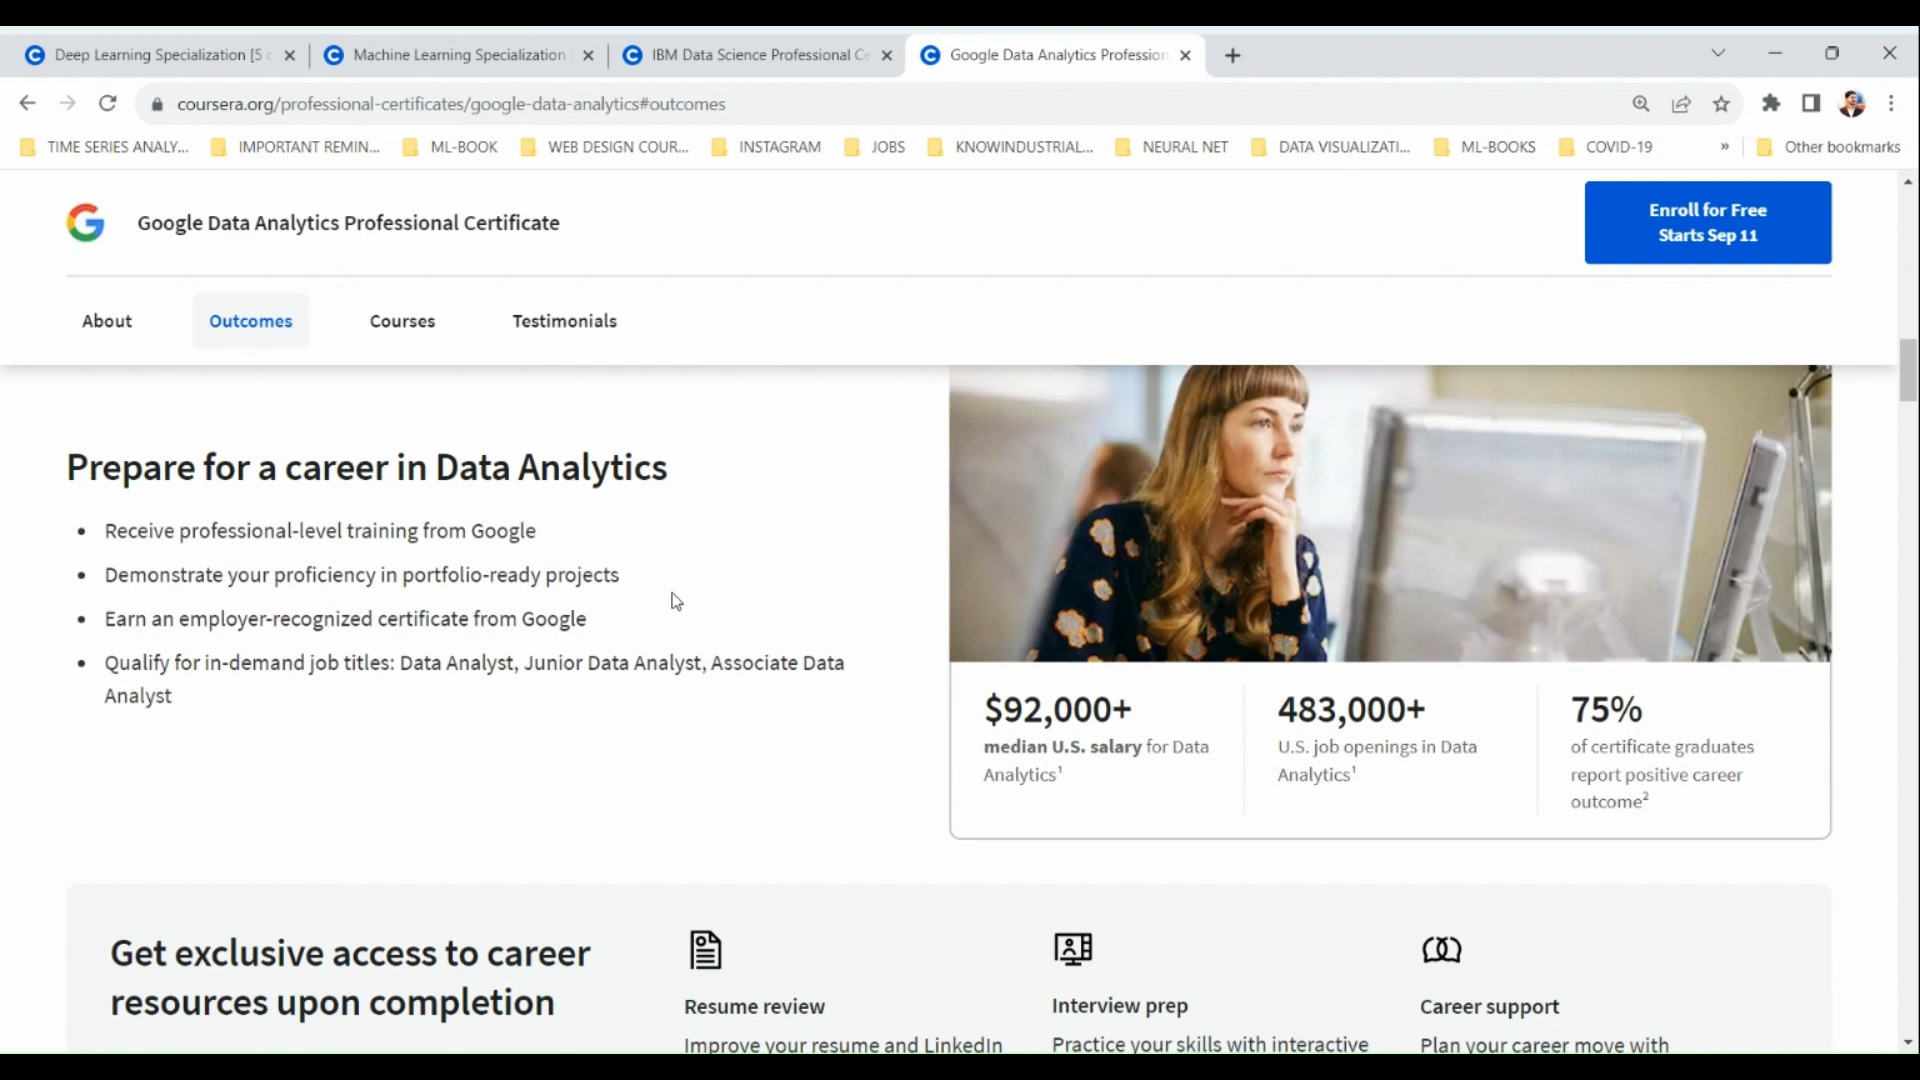 Deep Learning Specialization [5 c
Machine Learning Specialization
IBM Data Science Professional Ce
Google Data Analytics Profession
coursera.org/professional-certificates/google-data-analytics#outcomes
TIME SERIES ANALY...
IMPORTANT REMIN...
ML-BOOK
WEB DESIGN COUR...
INSTAGRAM
JOBS
KNOWINDUSTRIAL...
NEURAL NET
DATA VISUALIZATI...
ML-BOOKS
COVID-19
»
Other bookmarks
Google Data Analytics Professional Certificate
Enroll for Free
Starts Sep 11
About
Outcomes
Courses
Testimonials
Prepare for a career in Data Analytics
• Receive professional-level training from Google
• Demonstrate your proficiency in portfolio-ready projects
• Earn an employer-recognized certificate from Google
• Qualify for in-demand job titles: Data Analyst, Junior Data Analyst, Associate Data
Analyst
$92,000+
median U.S. salary for Data
Analytics¹
483,000+
U.S. job openings in Data
Analytics¹
75%
of certificate graduates
report positive career
outcome²
Get exclusive access to career
resources upon completion
Resume review
Improve your resume and LinkedIn
Interview prep
Practice your skills with interactive
Career support
Plan your career move with